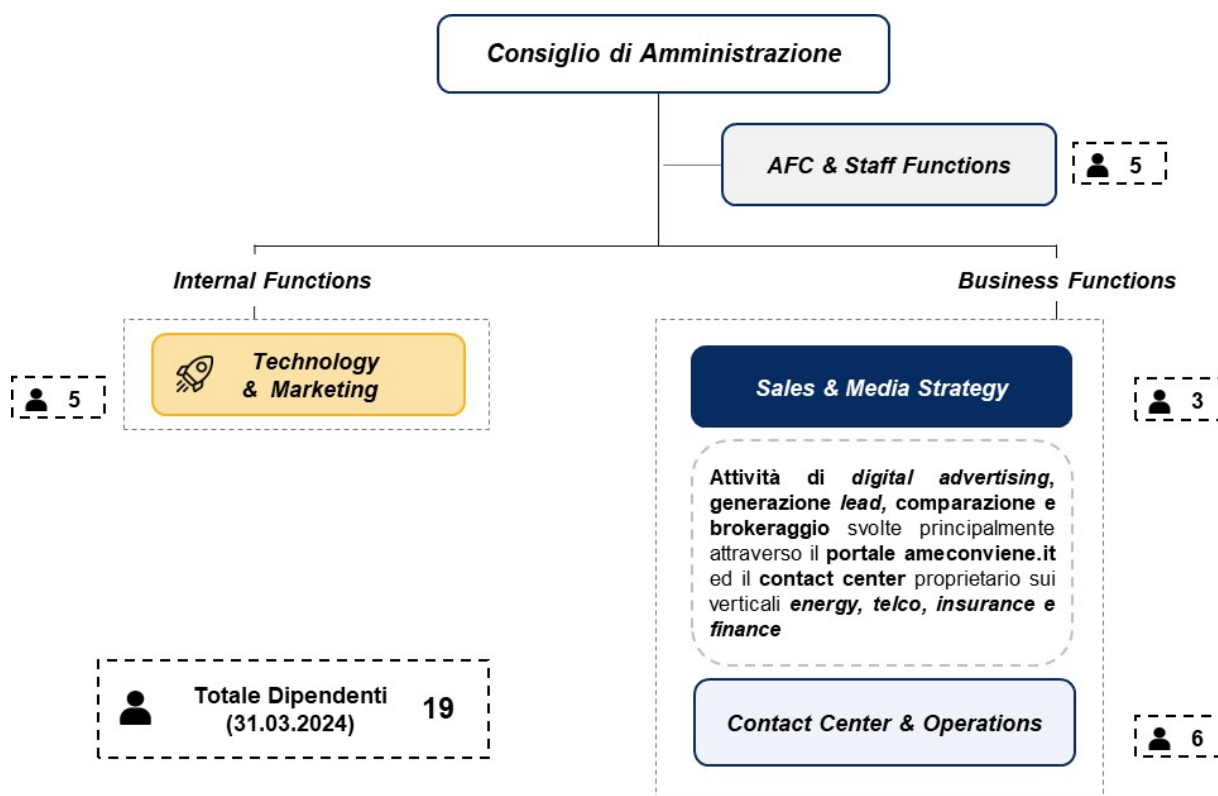 Consiglio di Amministrazione
AFC & Staff Functions
5
Internal Functions
Business Functions
Technology
& Marketing
5
Sales & Media Strategy
3
Attività di digital advertising,
generazione lead, comparazione e
brokeraggio svolte principalmente
attraverso il portale ameconviene.it
ed il contact center proprietario sui
verticali energy, telco, insurance e
finance
Totale Dipendenti
(31.03.2024)
19
Contact Center & Operations
6